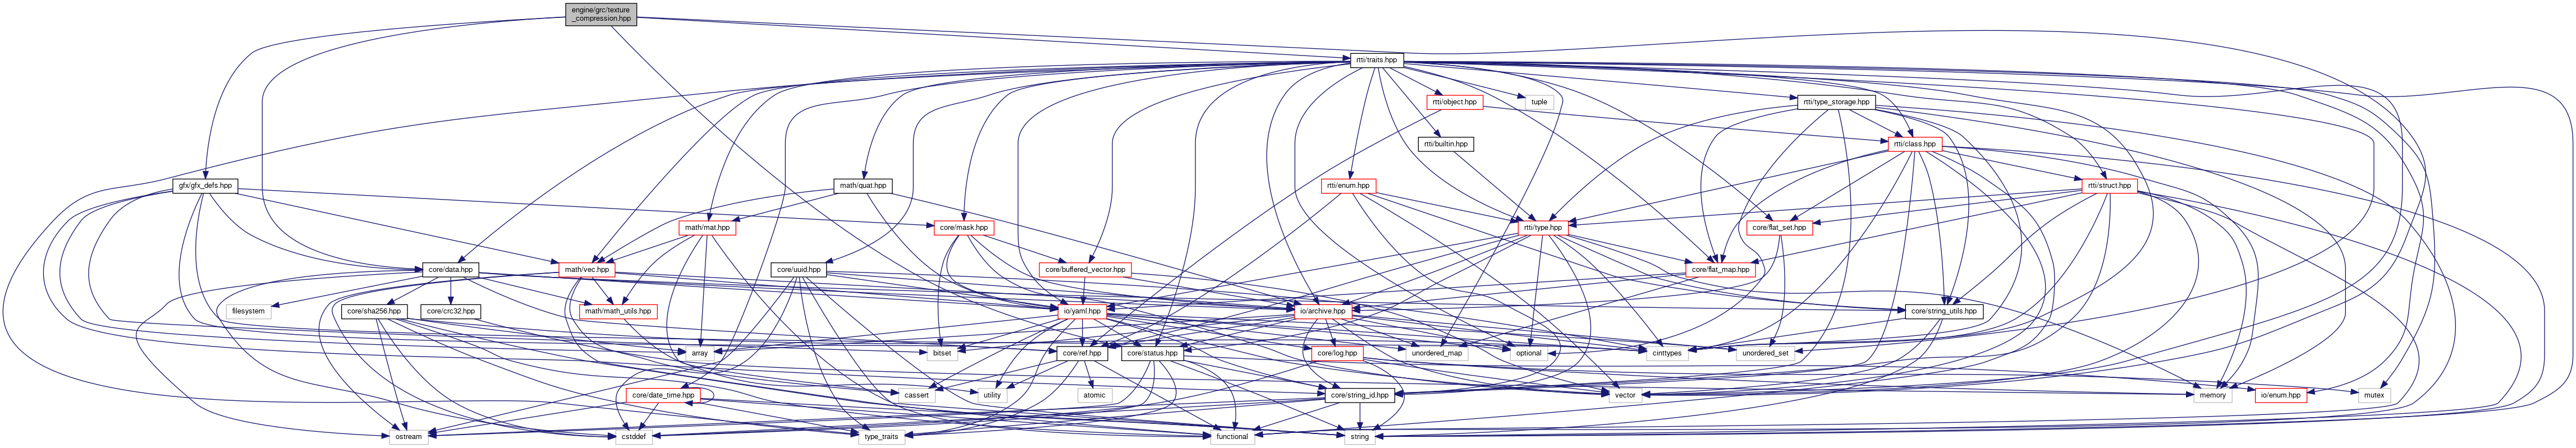 engine/grc/texture
_compression.hpp
rtti/traits.hpp
rtti/object.hpp
tuple
rtti/type_storage.hpp
rtti/builtin.hpp
rtti/class.hpp
gfx/gfx_defs.hpp
math/quat.hpp
rtti/enum.hpp
rtti/struct.hpp
math/mat.hpp
core/mask.hpp
rtti/type.hpp
core/flat_set.hpp
core/data.hpp
math/vec.hpp
core/uuid.hpp
core/buffered_vector.hpp
core/flat_map.hpp
filesystem
core/sha256.hpp
core/crc32.hpp
math/math_utils.hpp
io/yaml.hpp
io/archive.hpp
core/string_utils.hpp
array
bitset
core/ref.hpp
core/status.hpp
core/log.hpp
unordered_map
optional
cinttypes
unordered_set
core/date_time.hpp
cassert
utility
atomic
core/string_id.hpp
vector
memory
io/enum.hpp
mutex
ostream
cstddef
type_traits
functional
string